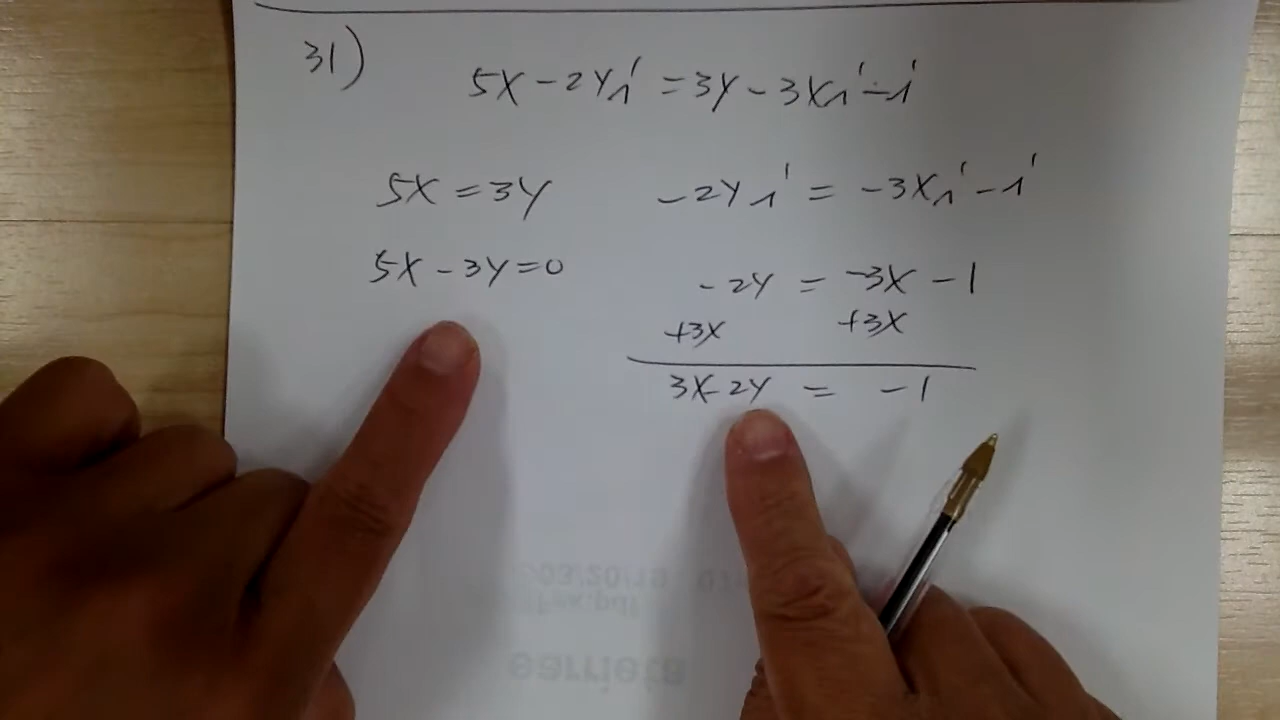 31)
5x - 2yi = 3y - 3xi - i
5x = 3y
5x - 3y = 0
-2yi = -3xi - i
-2y = -3x - 1
+3x +3x
3x - 2y = -1